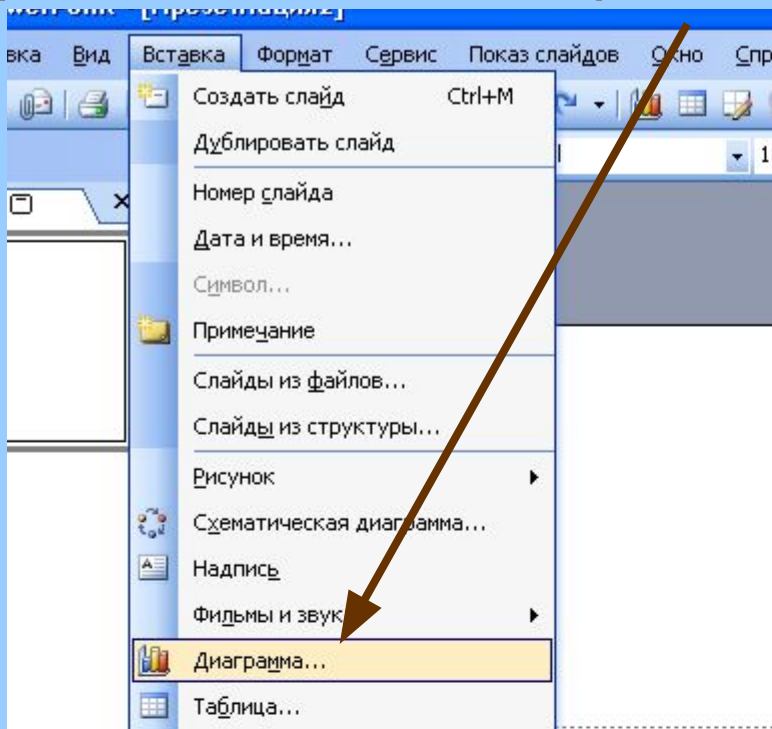 [Презентация2]
вка Вид Вставка Формат Сервис Показ слайдов Окно Спр
Создать слайд Ctrl+M
Дублировать слайд
Номер слайда
Дата и время...
Символ...
Примечание
Слайды из файлов...
Слайды из структуры...
Рисунок
Схематическая диаграмма...
Надпись
Фильмы и звук
Диаграмма...
Таблица...